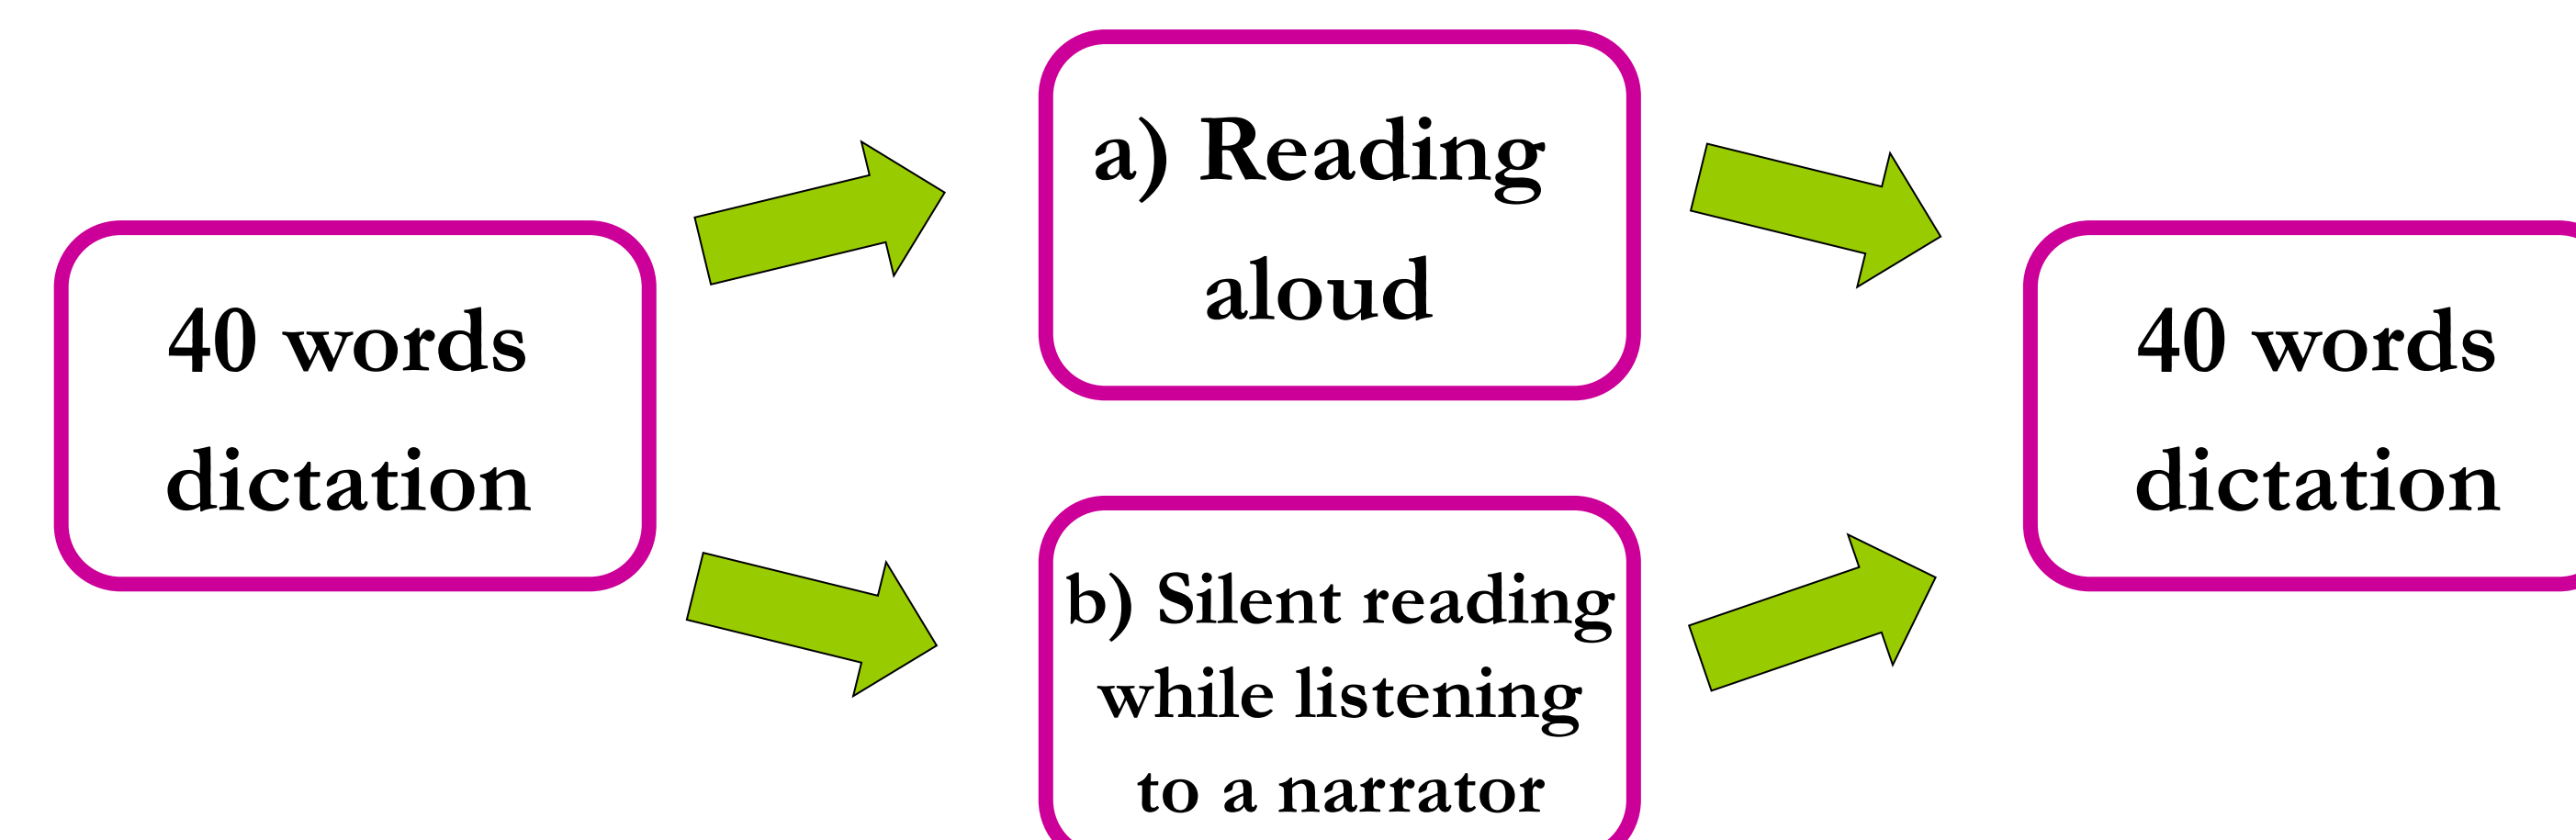 40 words
dictation
a) Reading
aloud
b) Silent reading
while listening
to a narrator
40 words
dictation